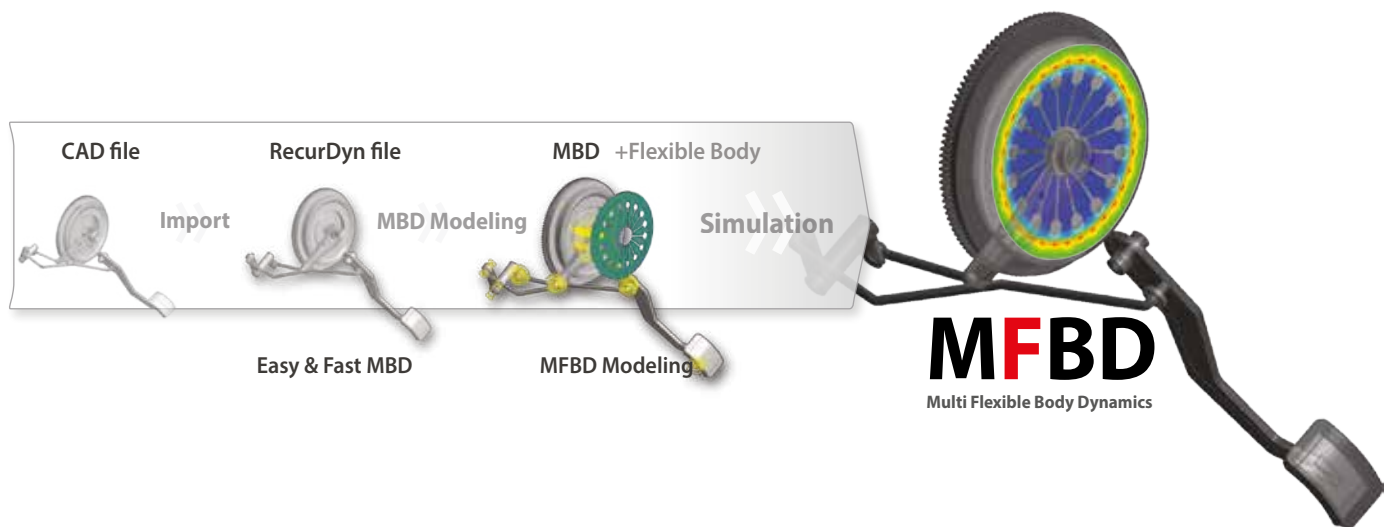 CAD file
RecurDyn file
MBD +Flexible Body
Import
MBD Modeling
Simulation
Easy & Fast MBD
MFBD Modeling
MFBD
Multi Flexible Body Dynamics